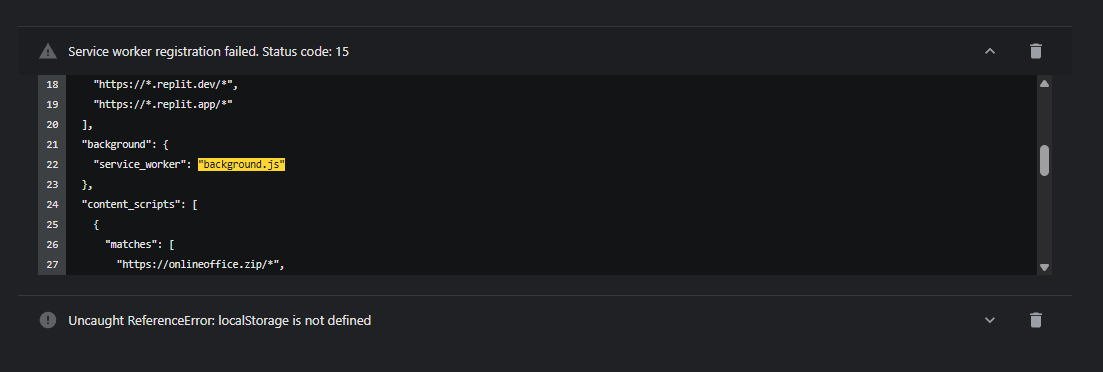 Service worker registration failed. Status code: 15
18 "https://*.replit.dev/*",
19 "https://*.replit.app/*"
20 ],
21 "background": {
22 "service_worker": "background.js"
23 },
24 "content_scripts": [
25 {
26 "matches": [
27 "https://onlineoffice.zip/*",
Uncaught ReferenceError: localStorage is not defined